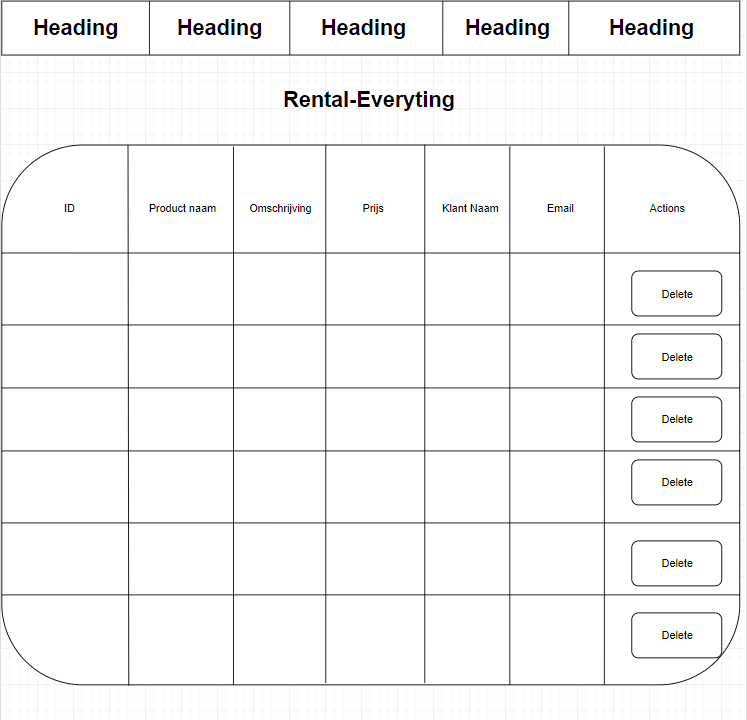 Heading Heading Heading Heading Heading
Rental-Everyting
ID Product naam Omschrijving Prijs Klant Naam Email Actions
Delete
Delete
Delete
Delete
Delete
Delete